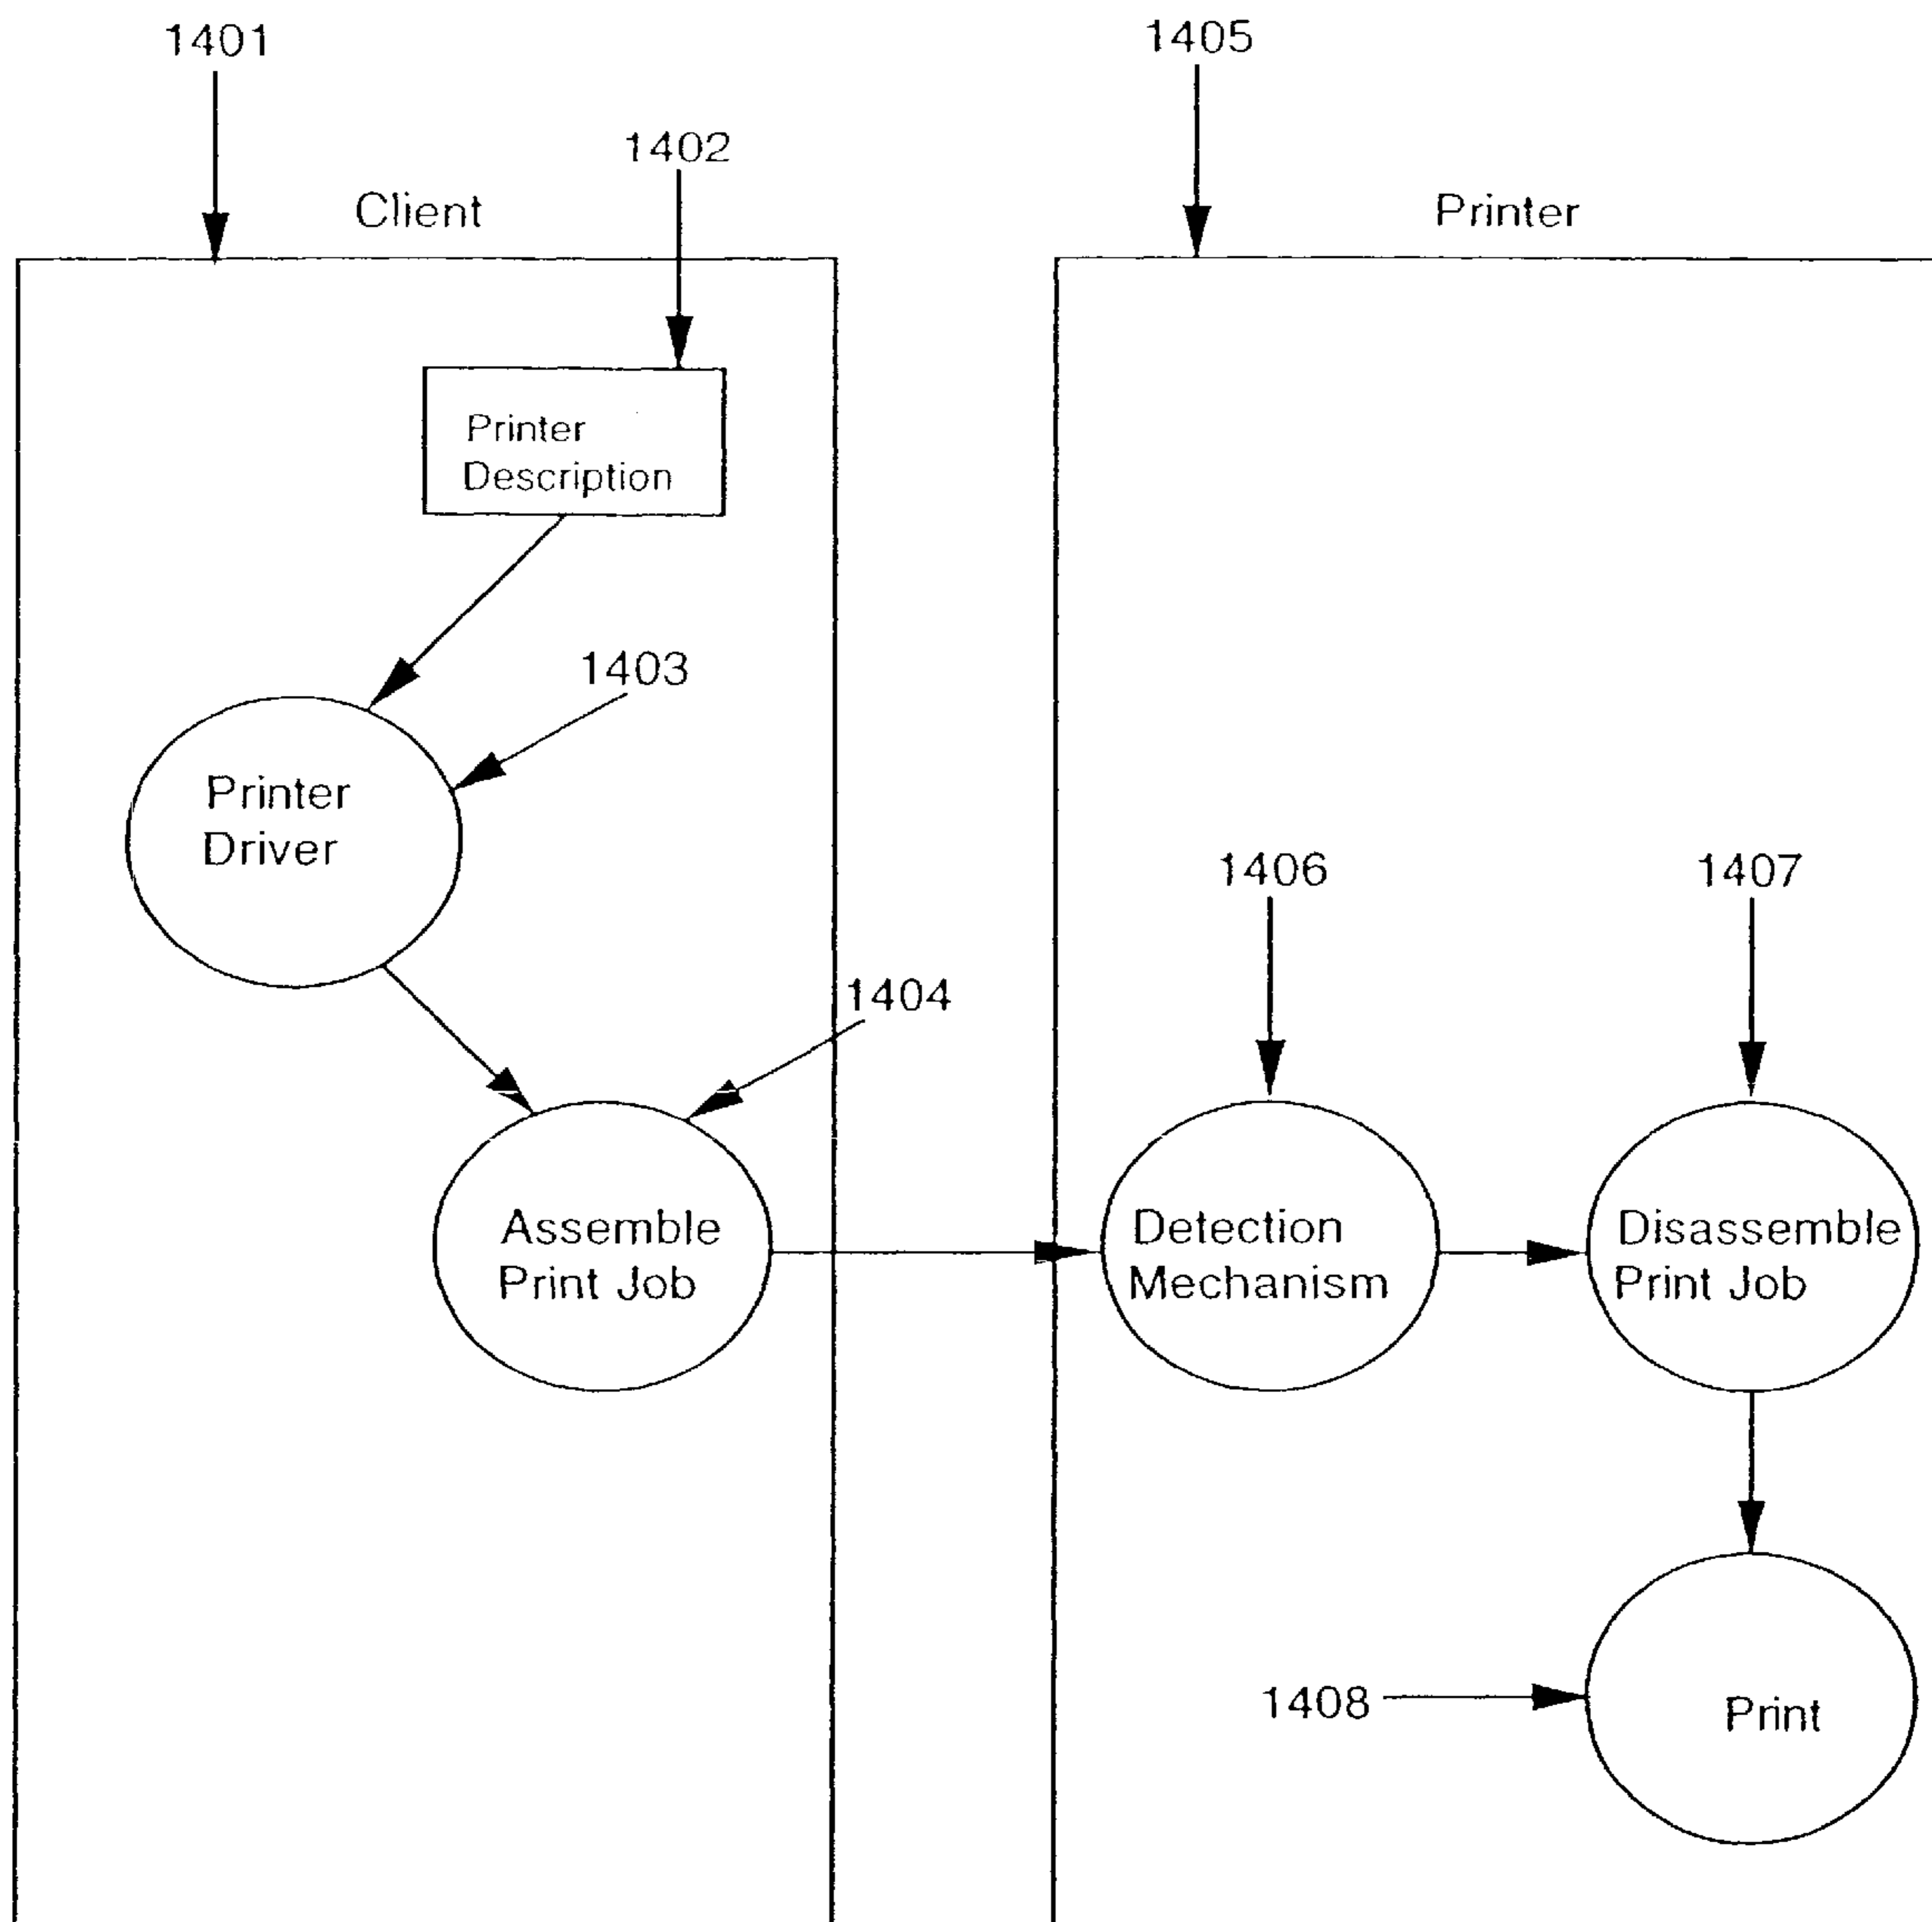 1401
1405
1402
Client
Printer
Printer
Description
1403
Printer
Driver
1406
1407
1404
Assemble
Print Job
Detection
Mechanism
Disassemble
Print Job
1408
Print